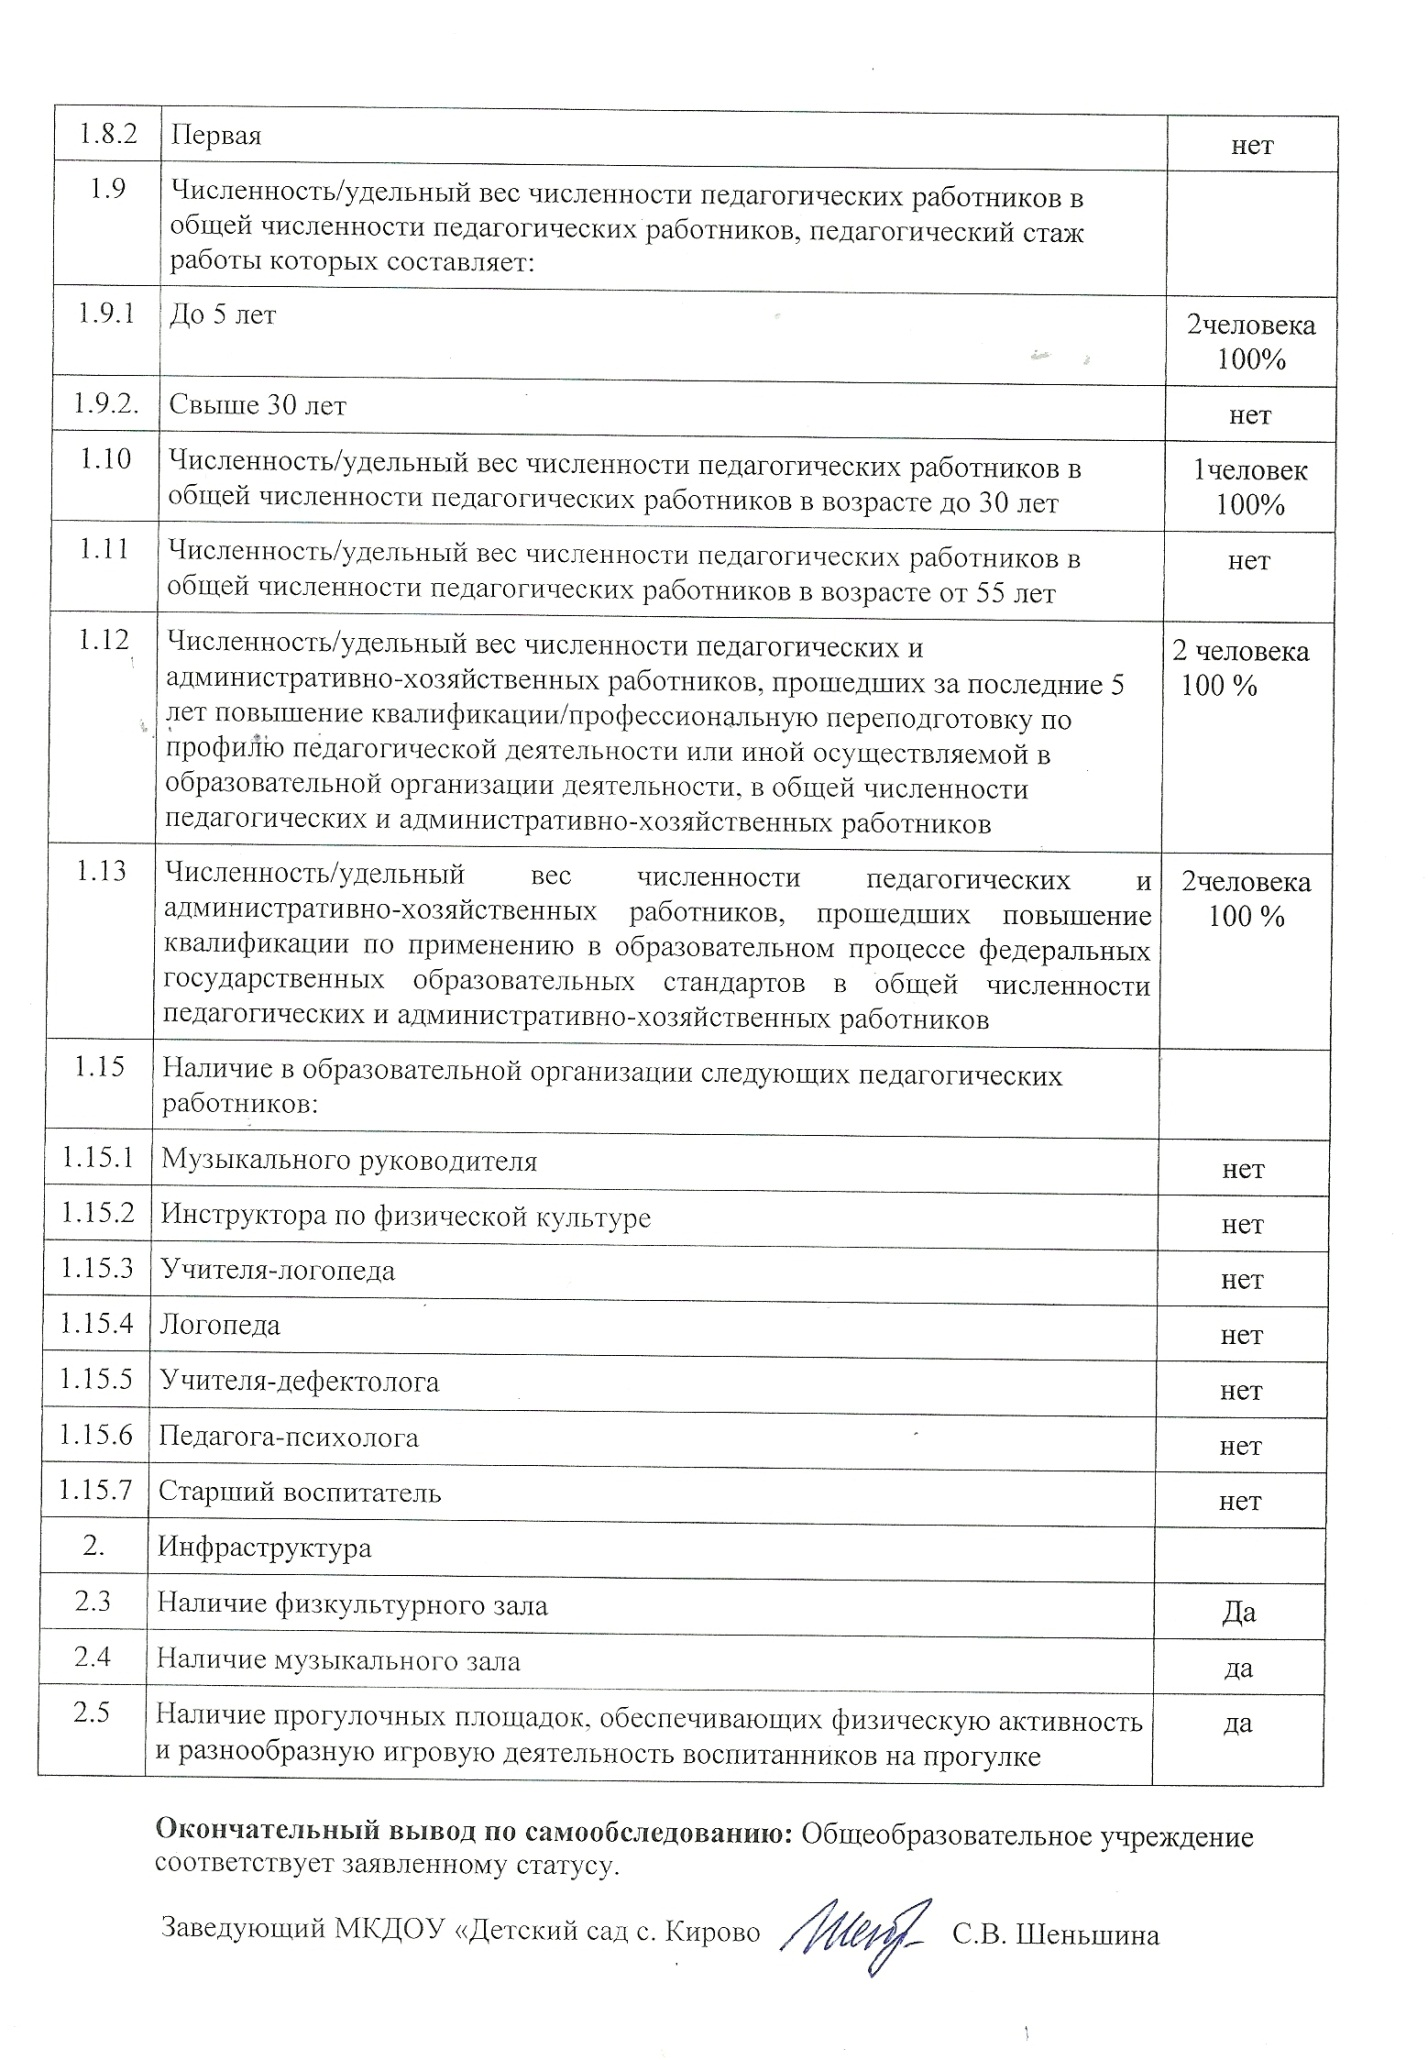 1.8.2 Первая нет
1.9 Численность/удельный вес численности педагогических работников в
общей численности педагогических работников, педагогический стаж
работы которых составляет:
1.9.1 До 5 лет 2человека
100%
1.9.2. Свыше 30 лет нет
1.10 Численность/удельный вес численности педагогических работников в 1человек
общей численности педагогических работников в возрасте до 30 лет 100%
1.11 Численность/удельный вес численности педагогических работников в нет
общей численности педагогических работников в возрасте от 55 лет
1.12 Численность/удельный вес численности педагогических и 2 человека
административно-хозяйственных работников, прошедших за последние 5 100 %
лет повышение квалификации/профессиональную переподготовку по
профилю педагогической деятельности или иной осуществляемой в
образовательной организации деятельности, в общей численности
педагогических и административно-хозяйственных работников
1.13 Численность/удельный вес численности педагогических и 2человека
административно-хозяйственных работников, прошедших повышение 100 %
квалификации по применению в образовательном процессе федеральных
государственных образовательных стандартов в общей численности
педагогических и административно-хозяйственных работников
1.15 Наличие в образовательной организации следующих педагогических
работников:
1.15.1 Музыкального руководителя нет
1.15.2 Инструктора по физической культуре нет
1.15.3 Учителя-логопеда нет
1.15.4 Логопеда нет
1.15.5 Учителя-дефектолога нет
1.15.6 Педагога-психолога нет
1.15.7 Старший воспитатель нет
2. Инфраструктура
2.3 Наличие физкультурного зала Да
2.4 Наличие музыкального зала да
2.5 Наличие прогулочных площадок, обеспечивающих физическую активность да
и разнообразную игровую деятельность воспитанников на прогулке
Окончательный вывод по самообследованию: Общеобразовательное учреждение
соответствует заявленному статусу.
Заведующий МКДОУ «Детский сад с. Кирово С.В. Шеньшина